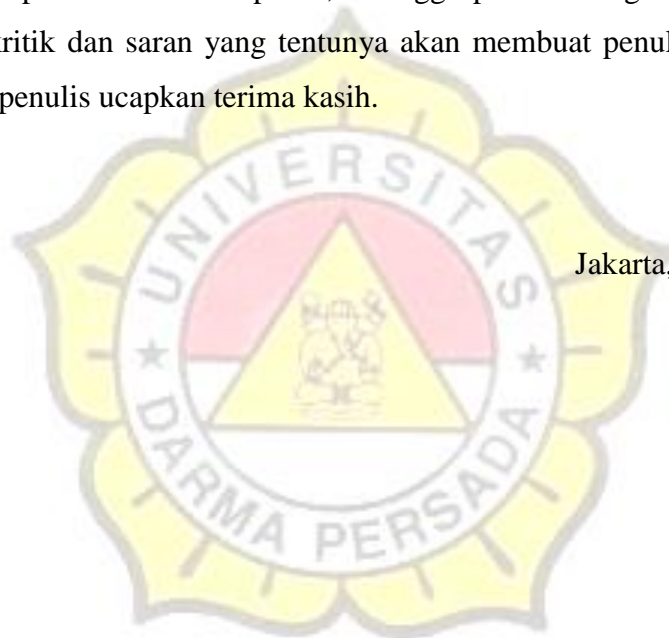 kritik dan saran yang tentunya akan membuat penul
penulis ucapkan terima kasih.
UNIVERSITAS
Jakarta,
★ DARMA PERSADA ★